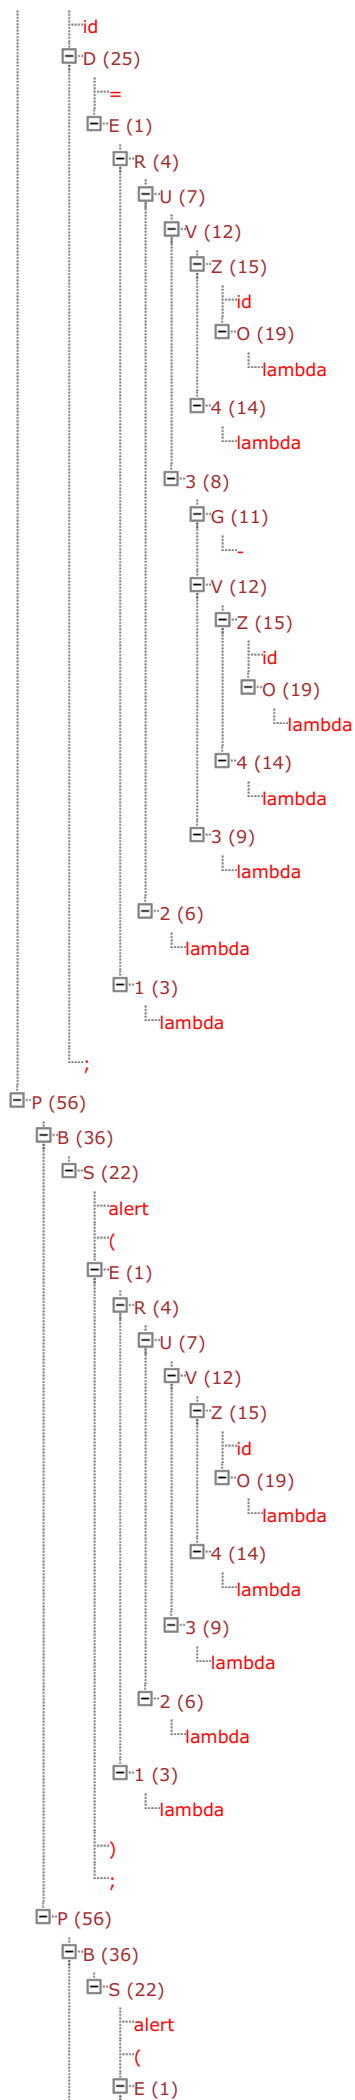 id
D (25)
=
E (1)
R (4)
U (7)
V (12)
Z (15)
id
O (19)
lambda
4 (14)
lambda
3 (8)
G (11)
-
V (12)
Z (15)
id
O (19)
lambda
4 (14)
lambda
3 (9)
lambda
2 (6)
lambda
1 (3)
lambda
;
P (56)
B (36)
S (22)
alert
(
E (1)
R (4)
U (7)
V (12)
Z (15)
id
O (19)
lambda
4 (14)
lambda
3 (9)
lambda
2 (6)
lambda
1 (3)
lambda
)
;
P (56)
B (36)
S (22)
alert
(
E (1)